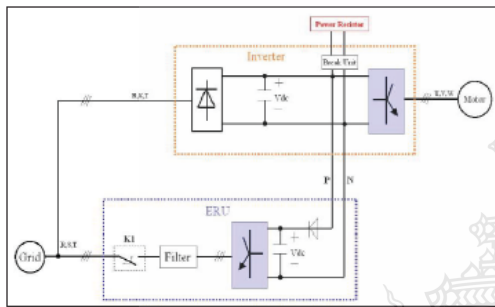 Power Resistor
Inverter
Break Unit
R,S,T
+
Vdc
-
U,V,W
Motor
P N
ERU
R,S,T
K1
Grid
Filter
+
Vdc
-